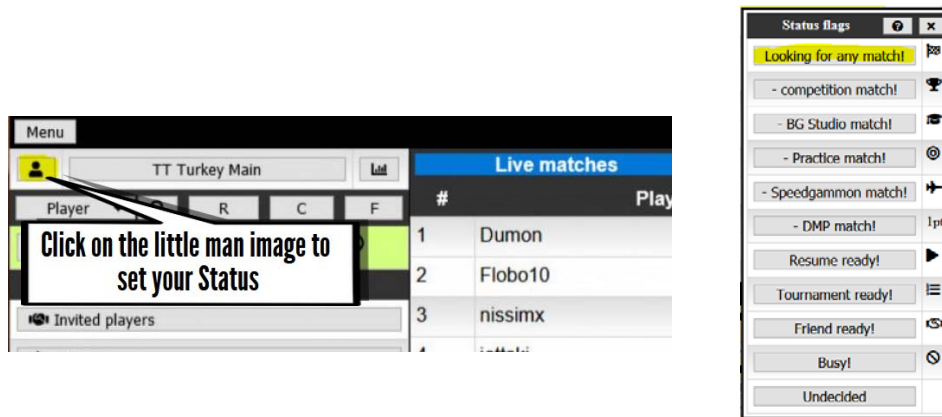 Menu
TT Turkey Main
Player
R
C
F
Click on the little man image to
set your Status
Invited players
Live matches
#
Play
1 Dumon
2 Flobo10
3 nissimx
Status flags
Looking for any match!
- competition match!
- BG Studio match!
- Practice match!
- Speedgammon match!
- DMP match!
1pt
Resume ready!
Tournament ready!
Friend ready!
Busy!
Undecided